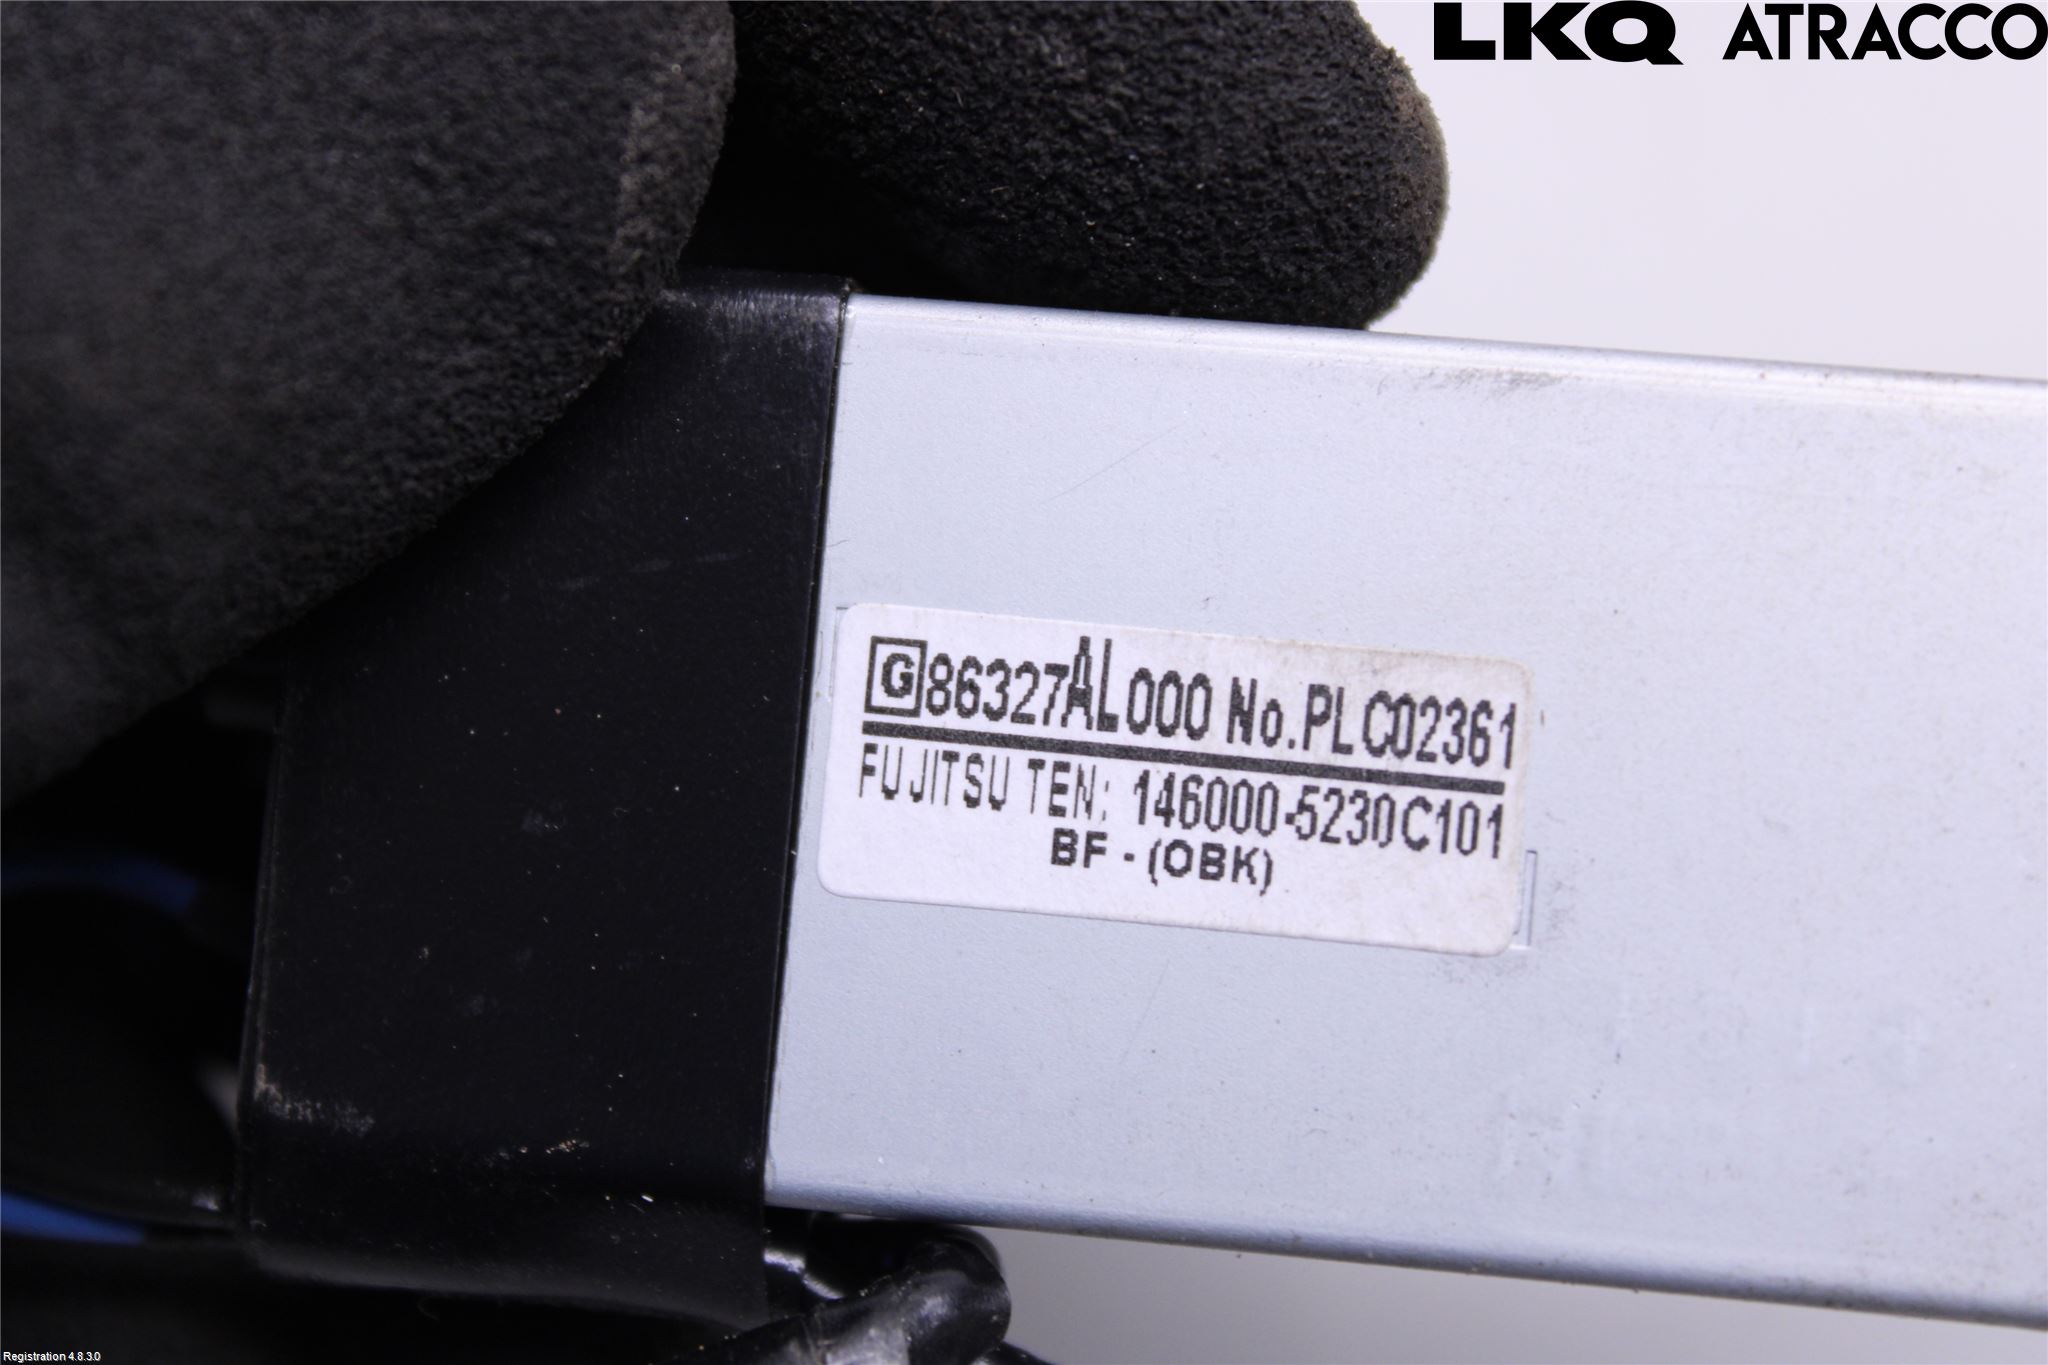 LKQ ATRACCO
G 86327AL000 No.PLC02361
FUJITSU TEN: 146000-5230C101
BF - (OBK)
Registration 4.8.3.0